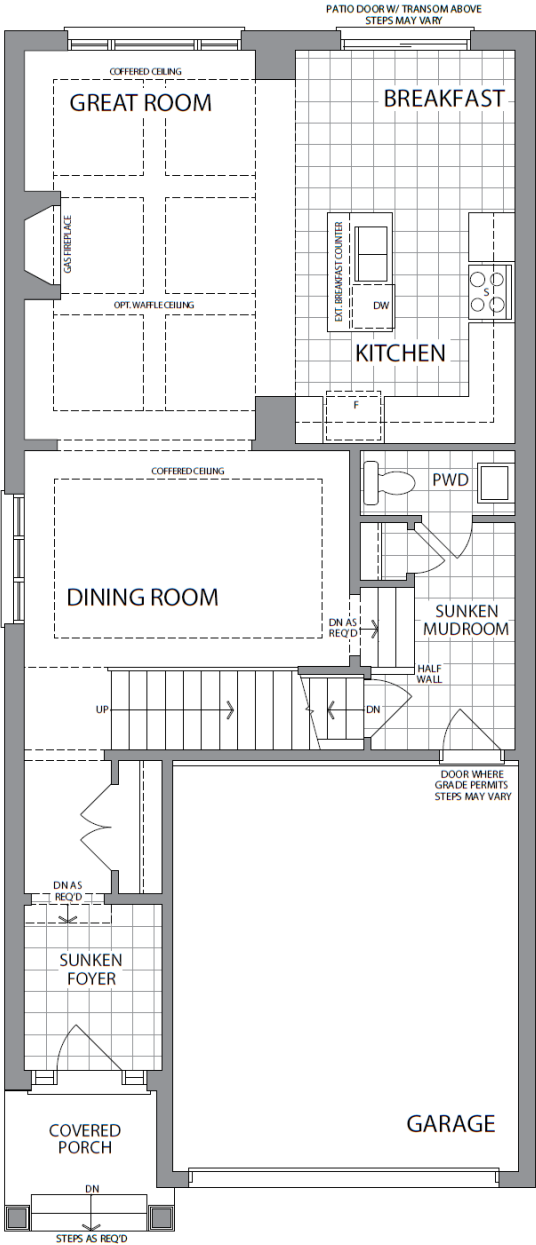 PATIO DOOR W/ TRANSOM ABOVE
STEPS MAY VARY
COFFERED CEILING
GREAT ROOM
BREAKFAST
GAS FIREPLACE
EXT. BREAKFAST COUNTER
S
OPT. WAFFLE CEILING
DW
KITCHEN
F
COFFERED CEILING
PWD
DINING ROOM
DN AS
REQ'D
SUNKEN
MUDROOM
HALF
WALL
UP
DN
DOOR WHERE
GRADE PERMITS
STEPS MAY VARY
DN AS
REQ'D
SUNKEN
FOYER
GARAGE
COVERED
PORCH
DN
STEPS AS REQ'D